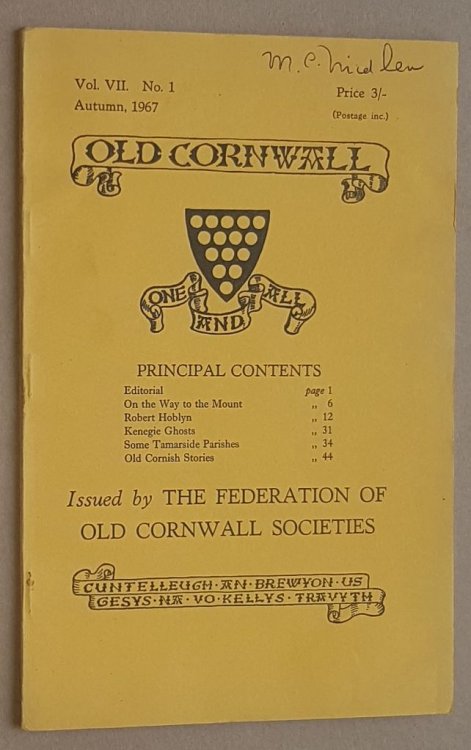 M. C.
Vol. VII. No. 1
Autumn, 1967
Price 3/-
(Postage inc.)
OLD CORNWALL
ONE AND ALL
PRINCIPAL CONTENTS
Editorial page 1
On the Way to the Mount „ 6
Robert Hoblyn „ 12
Kenegie Ghosts „ 31
Some Tamarside Parishes „ 34
Old Cornish Stories „ 44
Issued by THE FEDERATION OF
OLD CORNWALL SOCIETIES
CUNTELLEUGH·AN·BREWYON·US
GESYS·NA·VO·KELLYS·TRAVYTH